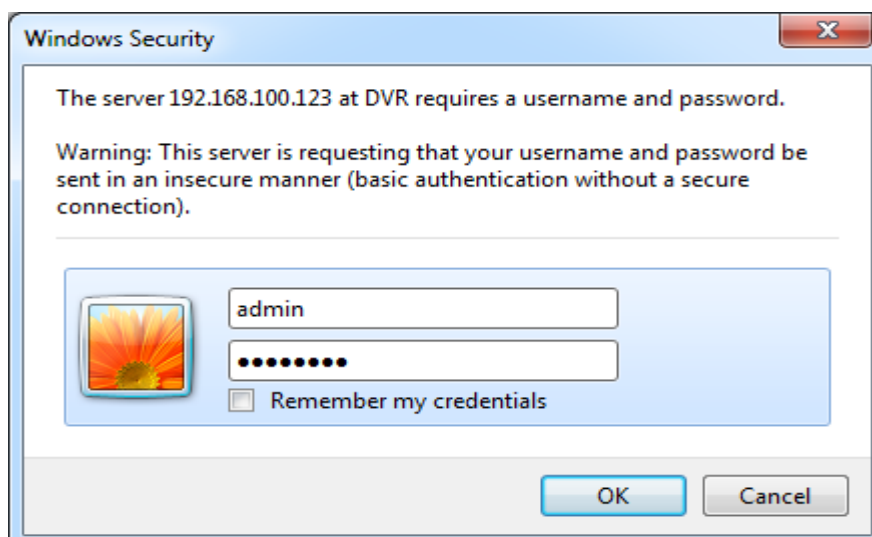 Windows Security
The server 192.168.100.123 at DVR requires a username and password.
Warning: This server is requesting that your username and password be
sent in an insecure manner (basic authentication without a secure
connection).
admin
●●●●●●●●
Remember my credentials
OK
Cancel